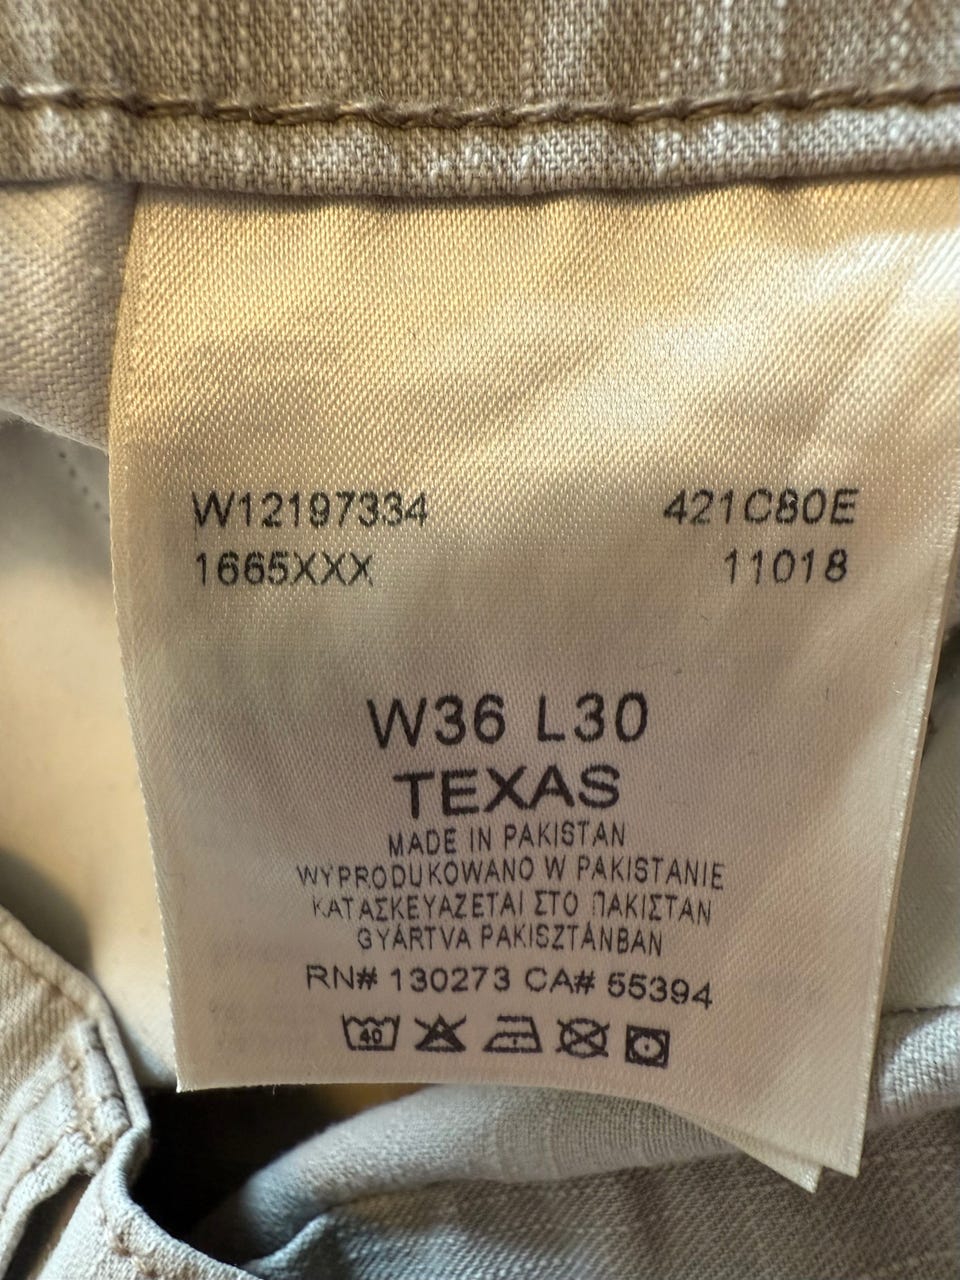 W12197334 421C80E
1665XXX 11018
W36 L30
TEXAS
MADE IN PAKISTAN
WYPRODUKOWANO W PAKISTANIE
ΚΑΤΑΣΚΕΥΑΖΕΤΑΙ ΣΤΟ ΠΑΚΙΣΤΑΝ
GYÁRTVA PAKISZTÁNBAN
RN# 130273 CA# 55394
40